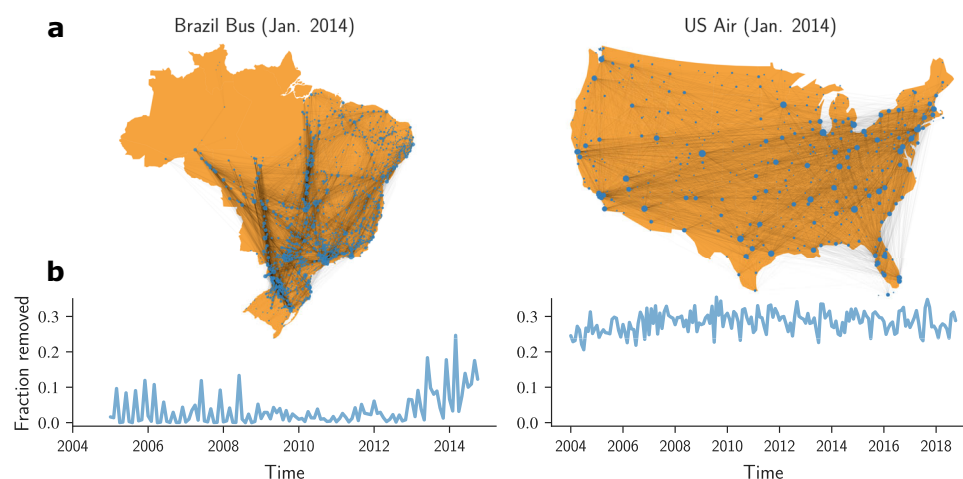 a
Brazil Bus (Jan. 2014)
US Air (Jan. 2014)
b
Fraction removed
0.3
0.2
0.1
0.0
2004 2006 2008 2010 2012 2014
Time
0.3
0.2
0.1
0.0
2004 2006 2008 2010 2012 2014 2016 2018
Time